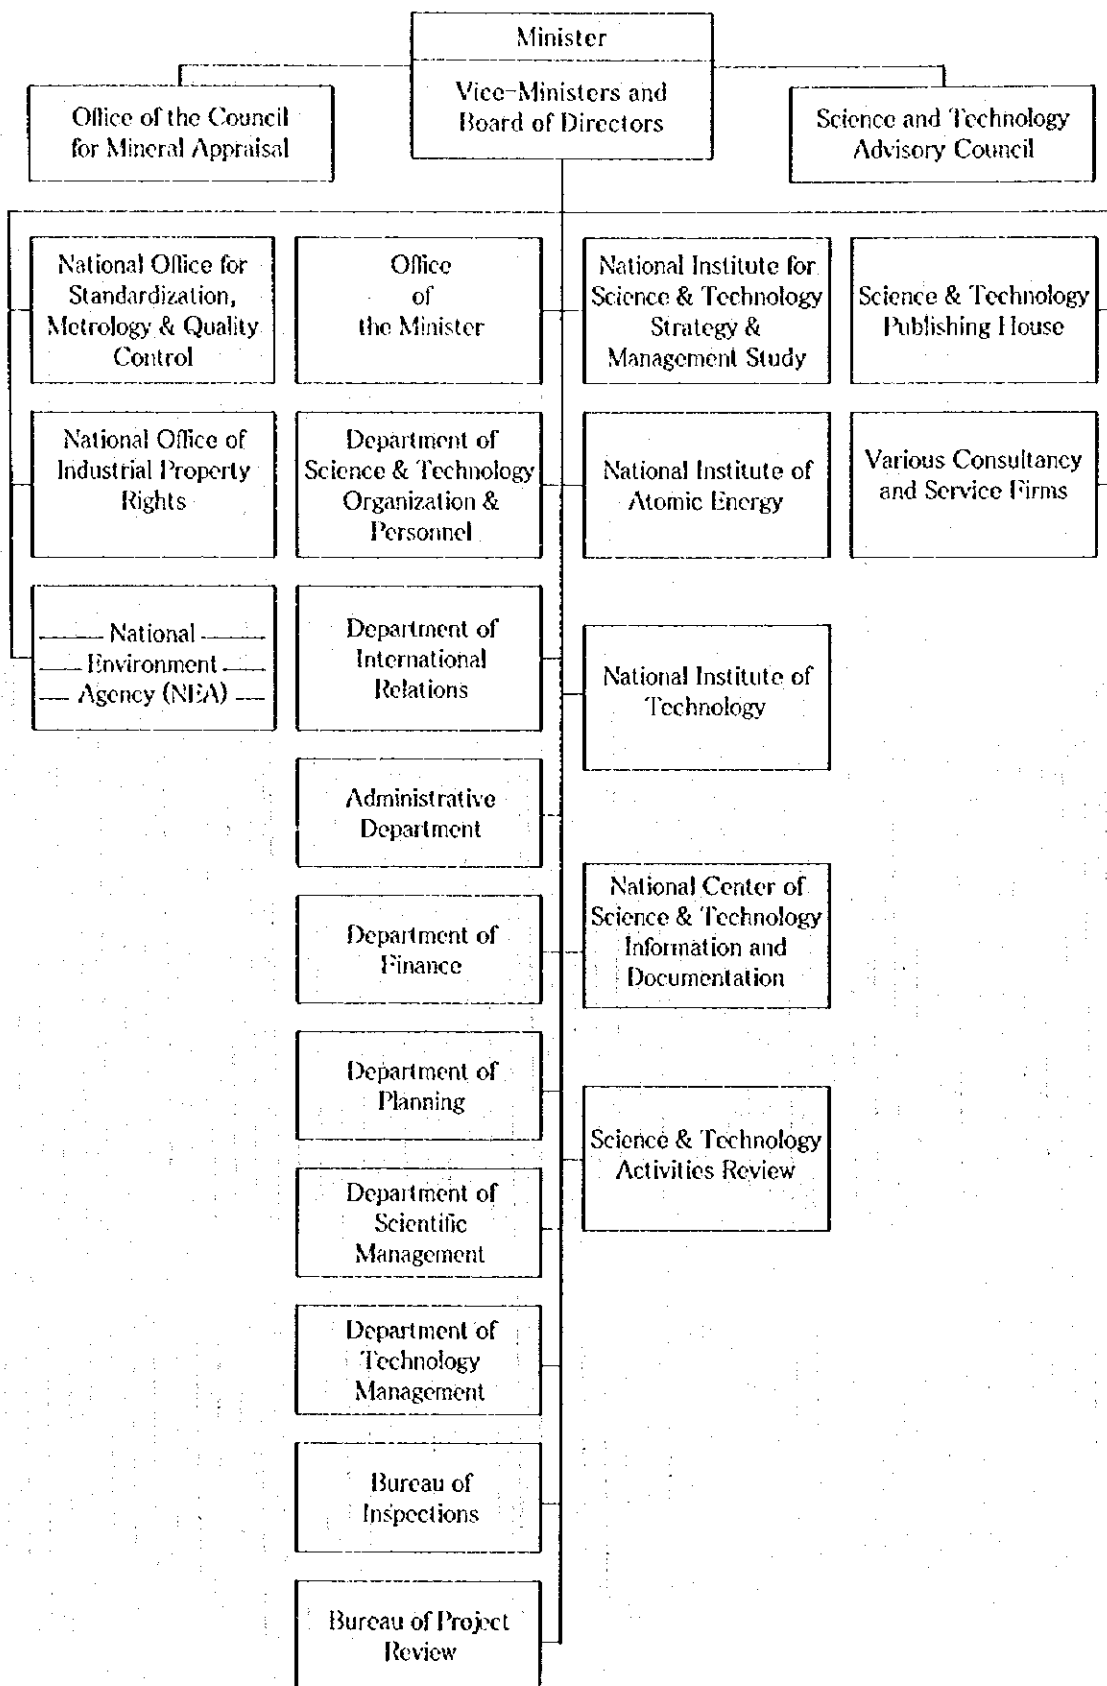 Minister
Vice-Ministers and
Board of Directors
Office of the Council
for Mineral Appraisal
Science and Technology
Advisory Council
National Office for
Standardization,
Metrology & Quality
Control
Office
of
the Minister
National Institute for
Science & Technology
Strategy &
Management Study
Science & Technology
Publishing House
National Office of
Industrial Property
Rights
Department of
Science & Technology
Organization &
Personnel
National Institute of
Atomic Energy
Various Consultancy
and Service Firms
National
Environment
Agency (NEA)
Department of
International
Relations
National Institute of
Technology
Administrative
Department
National Center of
Science & Technology
Information and
Documentation
Department of
Finance
Department of
Planning
Science & Technology
Activities Review
Department of
Scientific
Management
Department of
Technology
Management
Bureau of
Inspections
Bureau of Project
Review